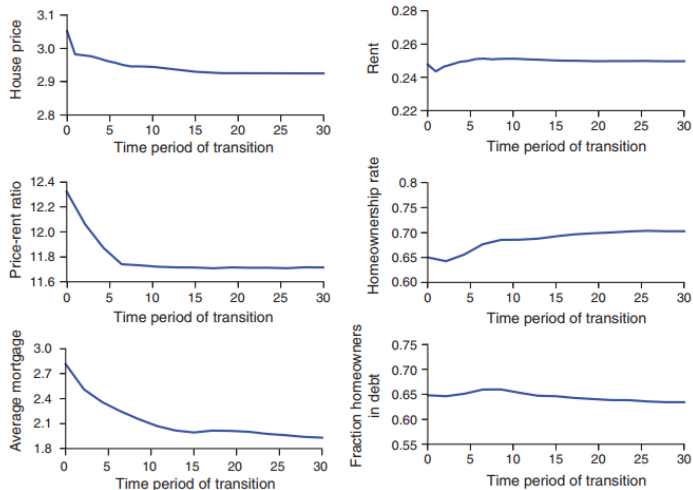 House price
3.1
3.0
2.9
2.8
0 5 10 15 20 25 30
Time period of transition
Rent
0.28
0.26
0.24
0.22
0 5 10 15 20 25 30
Time period of transition
Price-rent ratio
12.4
12.2
12.0
11.8
11.6
0 5 10 15 20 25 30
Time period of transition
Homeownership rate
0.8
0.75
0.70
0.65
0.60
0 5 10 15 20 25 30
Time period of transition
Average mortgage
3.0
2.7
2.4
2.1
1.8
0 5 10 15 20 25 30
Time period of transition
Fraction homeowners
in debt
0.75
0.70
0.65
0.60
0.55
0 5 10 15 20 25 30
Time period of transition